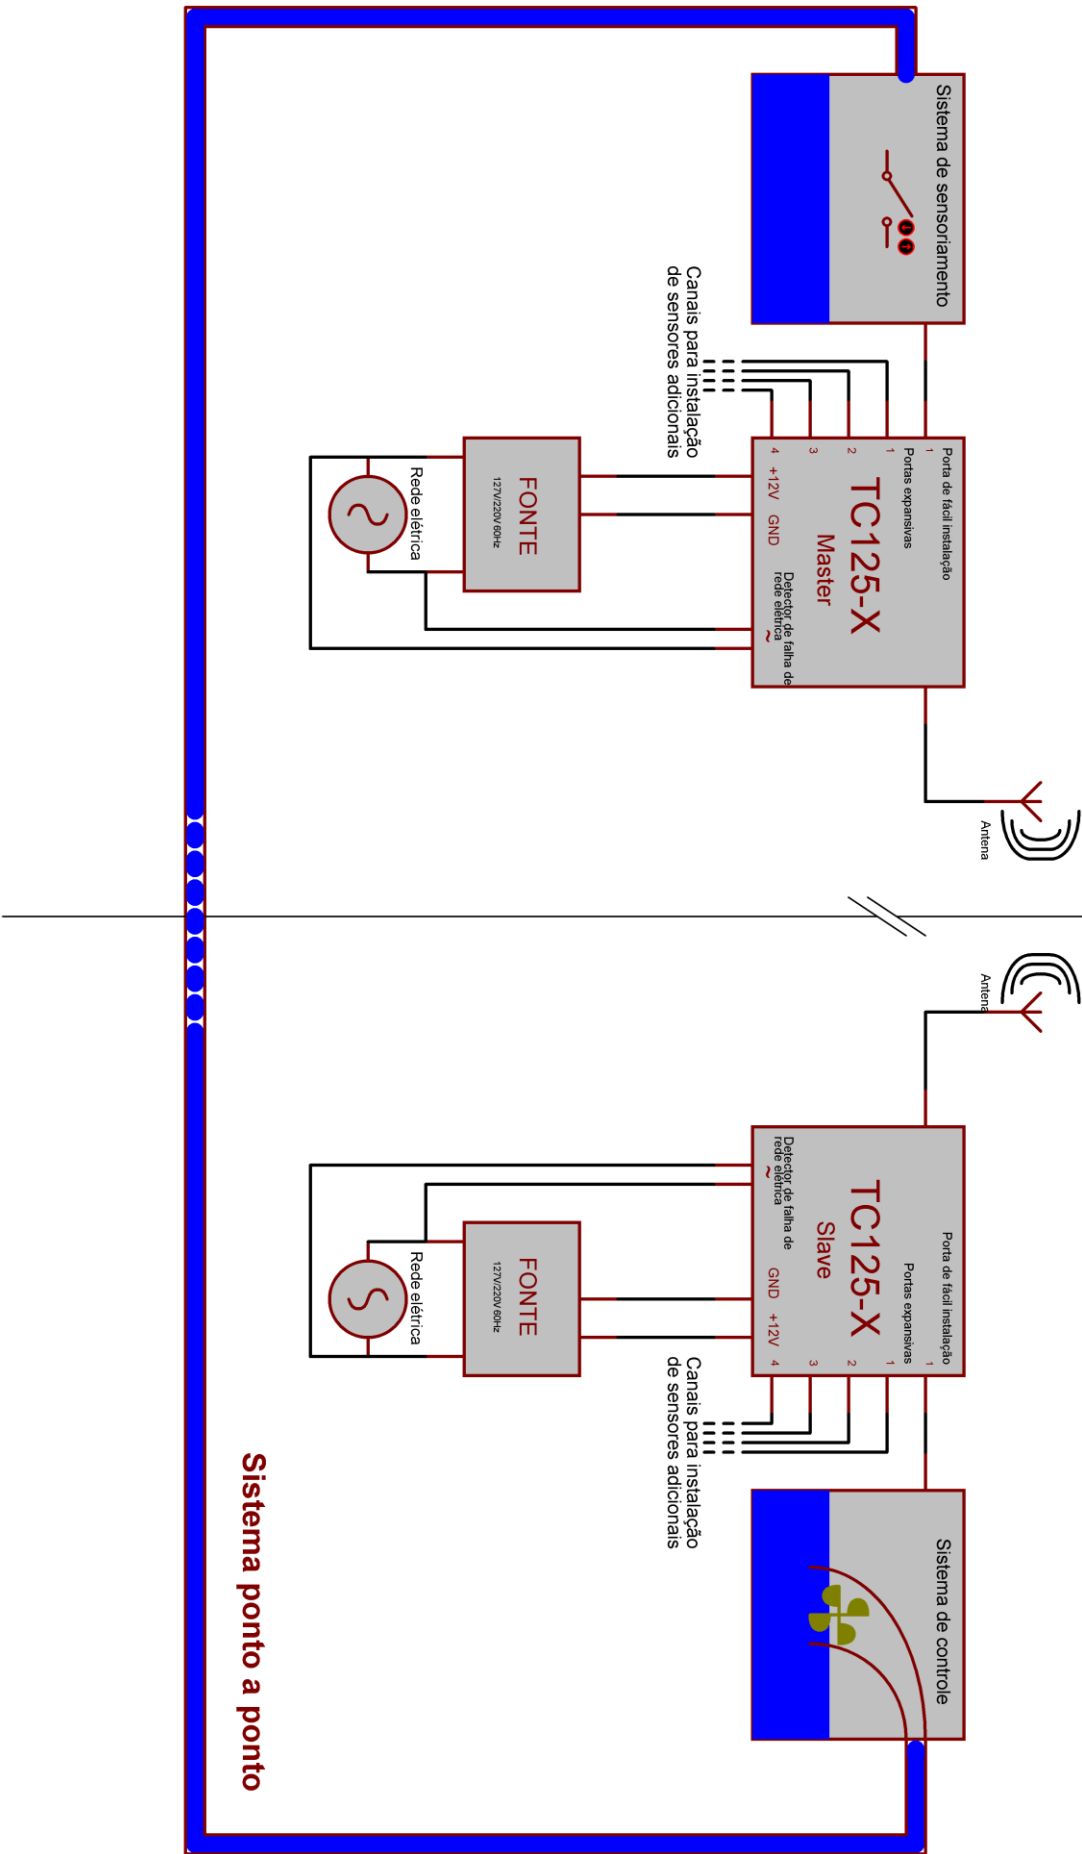 Sistema de sensoriamento
Canais para instalação
de sensores adicionais
Porta de fácil instalação
1
Portas expansivas
1
2
3
4
TC125-X
Master
+12V
GND
Detector de falha de
rede elétrica
~
FONTE
127V/220V 60Hz
Rede elétrica
Antena
Antena
Porta de fácil instalação
1
Portas expansivas
1
2
3
4
TC125-X
Slave
Detector de falha de
rede elétrica
~
GND
+12V
FONTE
127V/220V 60Hz
Rede elétrica
Canais para instalação
de sensores adicionais
Sistema de controle
Sistema ponto a ponto